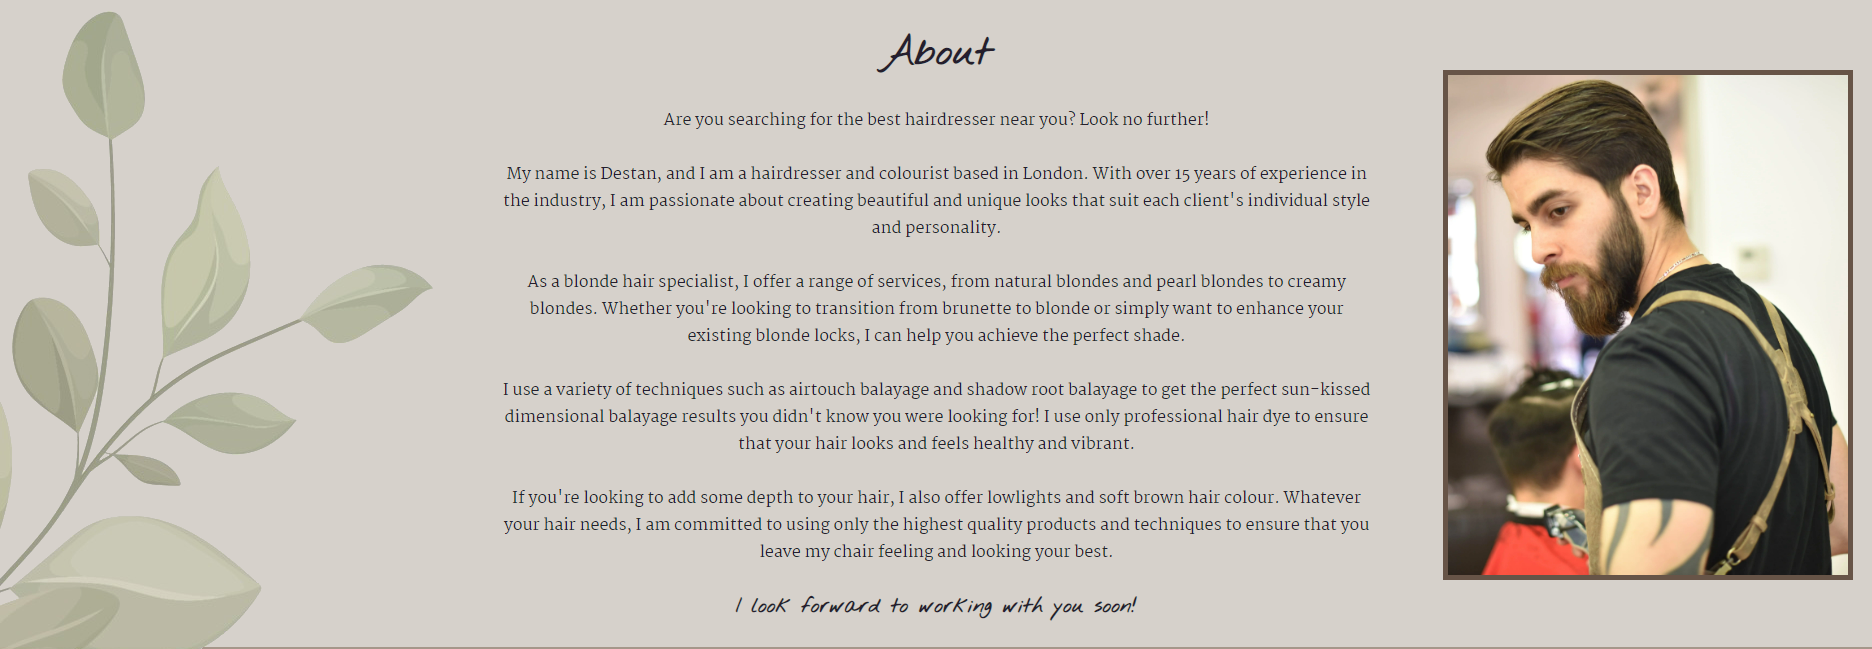 About
Are you searching for the best hairdresser near you? Look no further!
My name is Destan, and I am a hairdresser and colourist based in London. With over 15 years of experience in
the industry, I am passionate about creating beautiful and unique looks that suit each client's individual style
and personality.
As a blonde hair specialist, I offer a range of services, from natural blondes and pearl blondes to creamy
blondes. Whether you're looking to transition from brunette to blonde or simply want to enhance your
existing blonde locks, I can help you achieve the perfect shade.
I use a variety of techniques such as airtouch balayage and shadow root balayage to get the perfect sun-kissed
dimensional balayage results you didn't know you were looking for! I use only professional hair dye to ensure
that your hair looks and feels healthy and vibrant.
If you're looking to add some depth to your hair, I also offer lowlights and soft brown hair colour. Whatever
your hair needs, I am committed to using only the highest quality products and techniques to ensure that you
leave my chair feeling and looking your best.
I look forward to working with you soon!